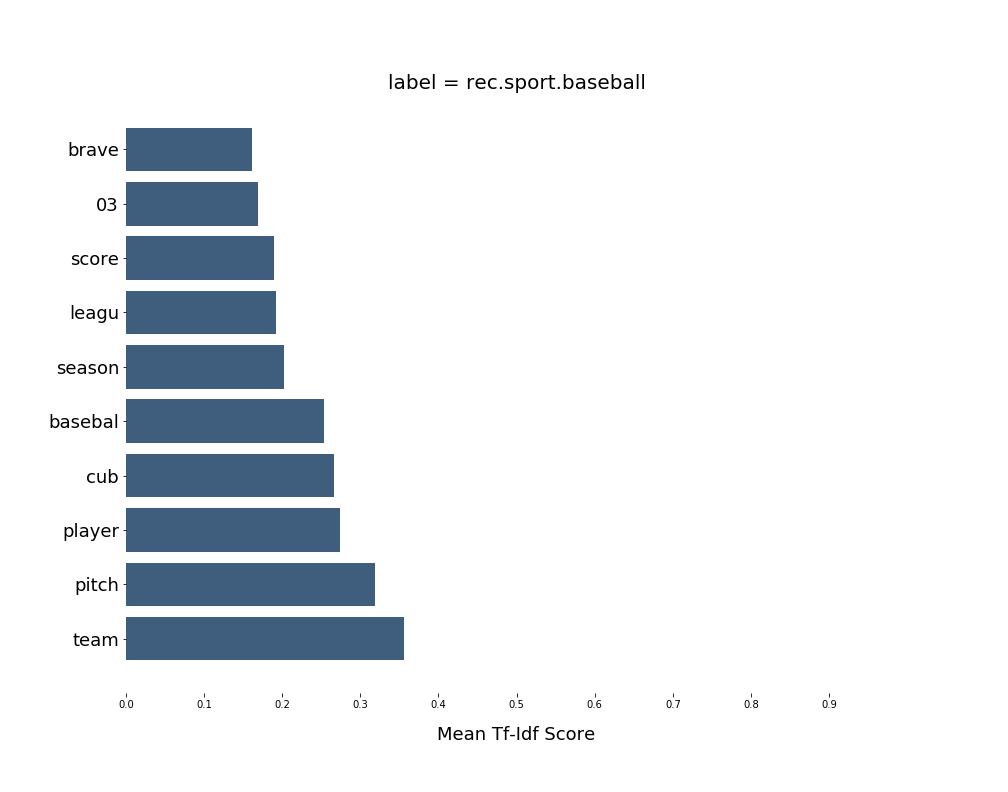 label = rec.sport.baseball
brave
03
score
leagu
season
basebal
cub
player
pitch
team
0.0 0.1 0.2 0.3 0.4 0.5 0.6 0.7 0.8 0.9
Mean Tf-Idf Score